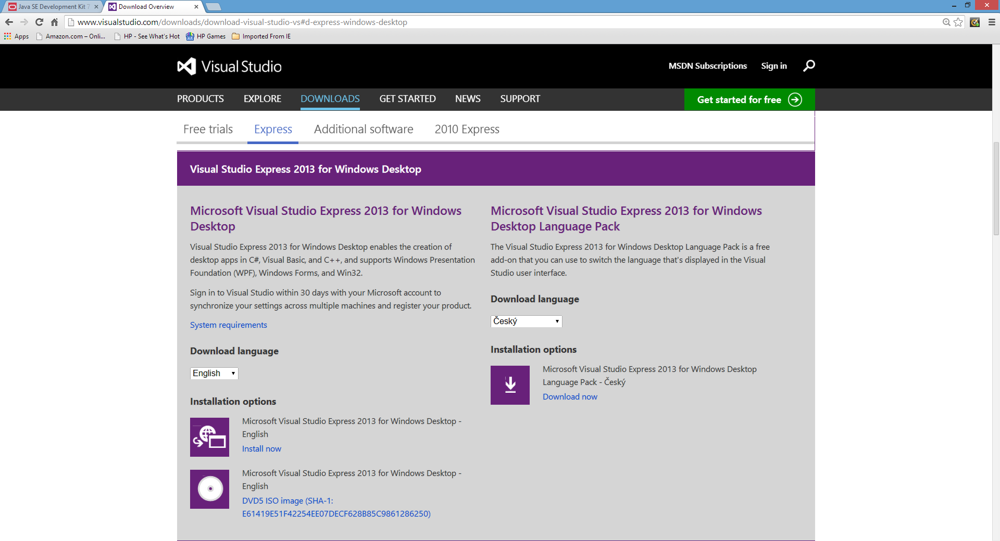 Java SE Development Kit 7
Download Overview
www.visualstudio.com/downloads/download-visual-studio-vs#d-express-windows-desktop
Apps
Amazon.com – Onli...
HP - See What's Hot
HP Games
Imported From IE
Visual Studio
MSDN Subscriptions
Sign in
PRODUCTS
EXPLORE
DOWNLOADS
GET STARTED
NEWS
SUPPORT
Get started for free
Free trials
Express
Additional software
2010 Express
Visual Studio Express 2013 for Windows Desktop
Microsoft Visual Studio Express 2013 for Windows
Desktop
Visual Studio Express 2013 for Windows Desktop enables the creation of
desktop apps in C#, Visual Basic, and C++, and supports Windows Presentation
Foundation (WPF), Windows Forms, and Win32.
Sign in to Visual Studio within 30 days with your Microsoft account to
synchronize your settings across multiple machines and register your product.
System requirements
Download language
English
Installation options
Microsoft Visual Studio Express 2013 for Windows Desktop -
English
Install now
Microsoft Visual Studio Express 2013 for Windows Desktop -
English
DVD5 ISO image (SHA-1:
E61419E51F42254EE07DECF628B85C9861286250)
Microsoft Visual Studio Express 2013 for Windows
Desktop Language Pack
The Visual Studio Express 2013 for Windows Desktop Language Pack is a free
add-on that you can use to switch the language that's displayed in the Visual
Studio user interface.
Download language
Český
Installation options
Microsoft Visual Studio Express 2013 for Windows Desktop
Language Pack - Český
Download now